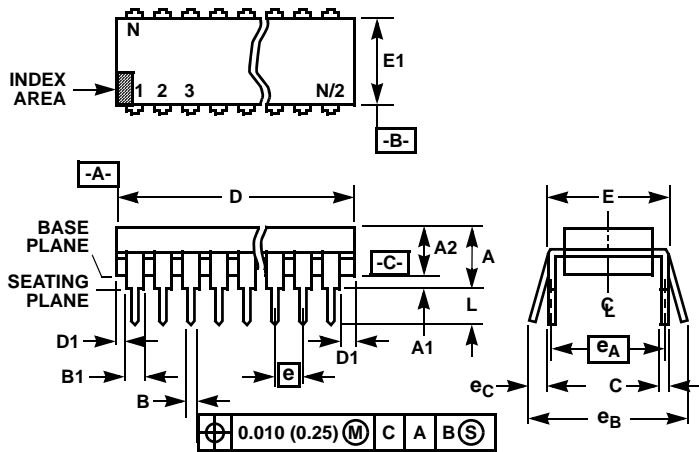 N
E1
INDEX
AREA
1 2 3 N/2
-B-
-A-
D
E
BASE
PLANE
A2
A
-C-
SEATING
PLANE
L
C
L
D1
A1
D1
e
eA
B1
eC
C
B
eB
0.010 (0.25) M C A B S